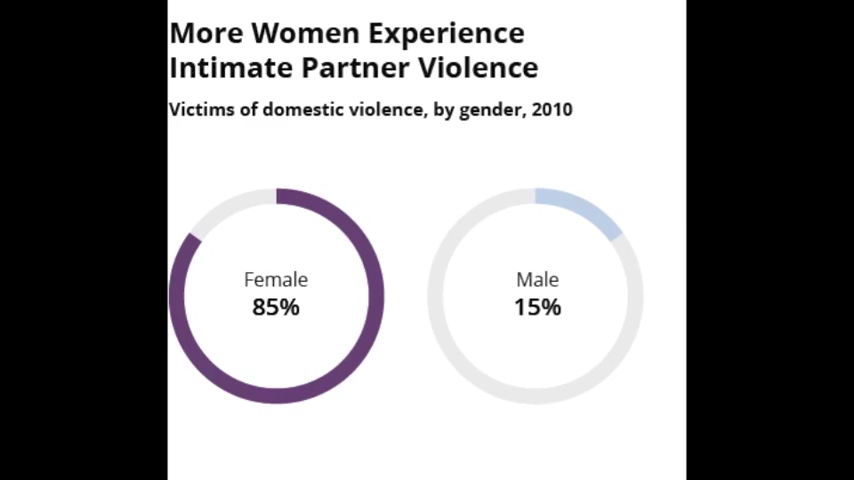 More Women Experience
Intimate Partner Violence
Victims of domestic violence, by gender, 2010
Female
85%
Male
15%